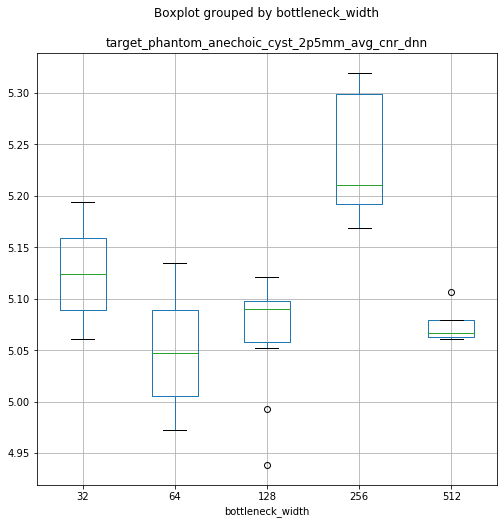 Boxplot grouped by bottleneck_width
target_phantom_anechoic_cyst_2p5mm_avg_cnr_dnn
5.30
5.25
5.20
5.15
5.10
5.05
5.00
4.95
32 64 128 256 512
bottleneck_width